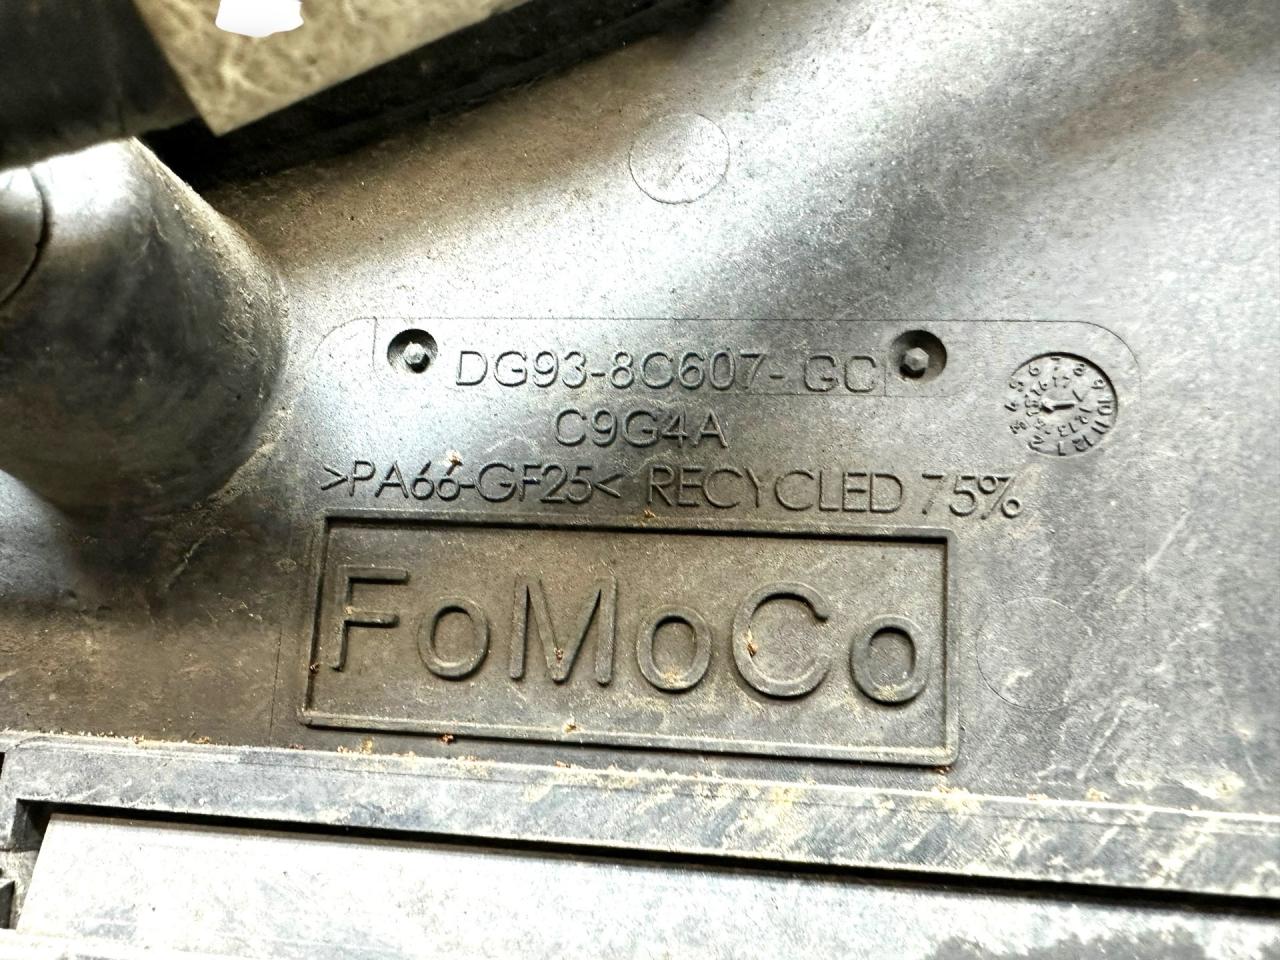 DG93-8C607-GC
C9G4A
>PA66-GF25< RECYCLED 75%
FoMoCo